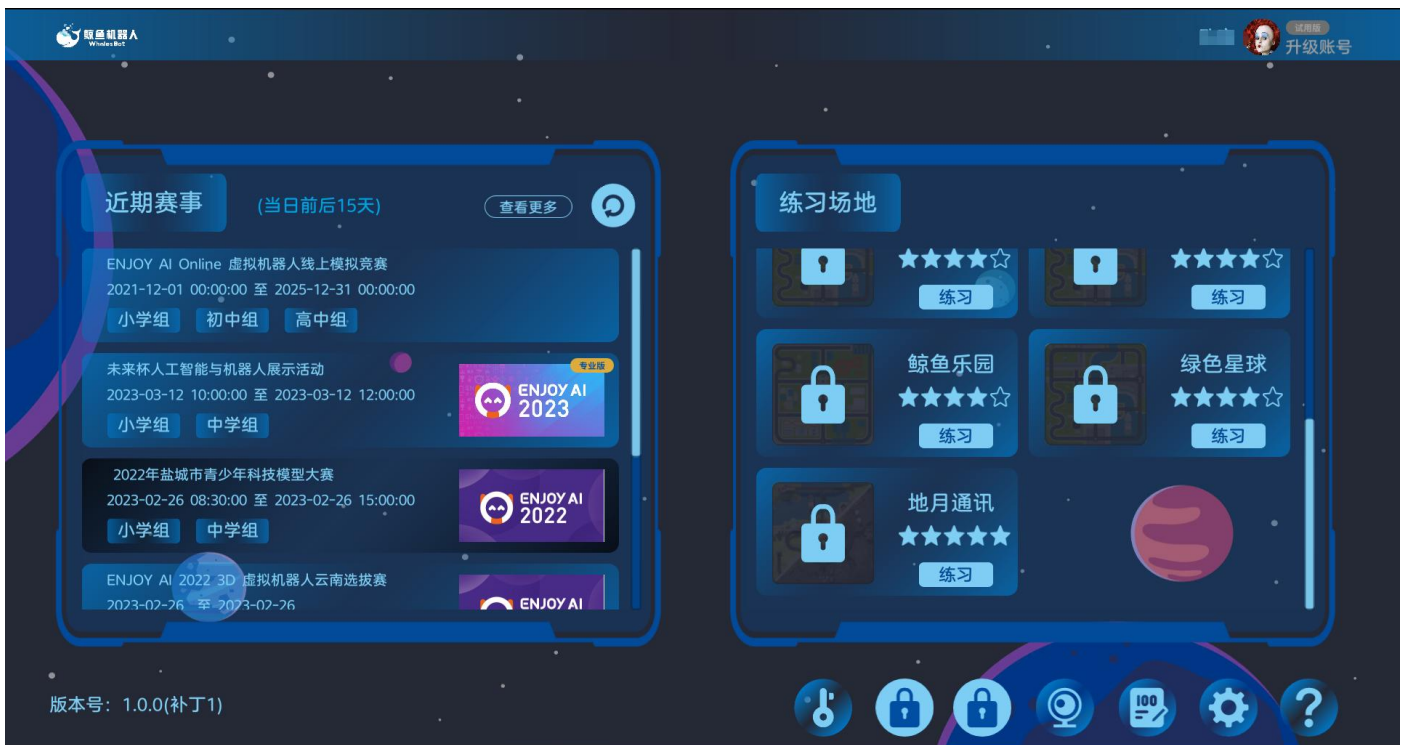 鲸鱼机器人
WhalesBot
试用版
升级账号
近期赛事
(当日前后15天)
查看更多
ENJOY AI Online 虚拟机器人线上模拟竞赛
2021-12-01 00:00:00 至 2025-12-31 00:00:00
小学组 初中组 高中组
未来杯人工智能与机器人展示活动
2023-03-12 10:00:00 至 2023-03-12 12:00:00
小学组 中学组
专业版
ENJOY AI
2023
2022年盐城市青少年科技模型大赛
2023-02-26 08:30:00 至 2023-02-26 15:00:00
小学组 中学组
ENJOY AI
2022
ENJOY AI 2022 3D 虚拟机器人云南选拔赛
2023-02-26 至 2023-02-26
ENJOY AI
练习场地
练习
练习
鲸鱼乐园
练习
绿色星球
练习
地月通讯
练习
版本号：1.0.0(补丁1)
100
?